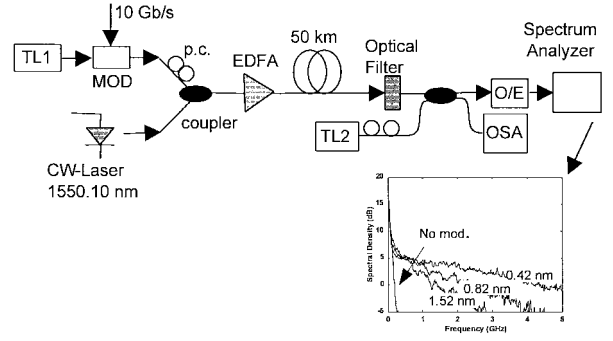 10 Gb/s
TL1
MOD
p.c.
coupler
EDFA
50 km
Optical
Filter
TL2
O/E
OSA
Spectrum
Analyzer
CW-Laser
1550.10 nm
Spectral Density (dB)
20
15
10
5
0
-5
No mod.
0.42 nm
0.82 nm
1.52 nm
0 1 2 3 4 5
Frequency (GHz)